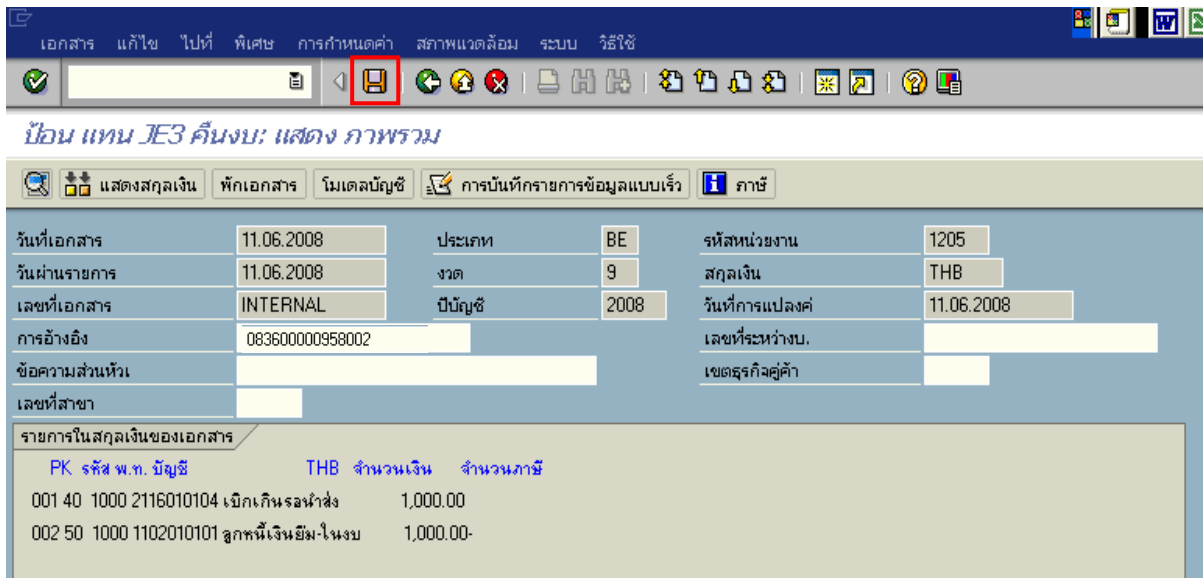 เอกสาร แก้ไข ไปที่ พิเศษ การกำหนดค่า สภาพแวดล้อม ระบบ วิธีใช้
ป้อน แทน JE3 คืนงบ: แสดง ภาพรวม
แสดงสกุลเงิน พักเอกสาร โมเดลบัญชี การบันทึกรายการข้อมูลแบบเร็ว ภาษี
วันที่เอกสาร 11.06.2008 ประเภท BE รหัสหน่วยงาน 1205
วันผ่านรายการ 11.06.2008 งวด 9 สกุลเงิน THB
เลขที่เอกสาร INTERNAL ปีบัญชี 2008 วันที่การแปลงค่ 11.06.2008
การอ้างอิง 083600000958002 เลขที่ระหว่างบ.
ข้อความส่วนหัวเ เขตธุรกิจคู่ค้า
เลขที่สาขา
รายการในสกุลเงินของเอกสาร
PK รหัส พ.ท. บัญชี THB จำนวนเงิน จำนวนภาษี
001 40 1000 2116010104 เบิกเกินรอนำส่ง 1,000.00
002 50 1000 1102010101 ลูกหนี้เงินยืม-ในงบ 1,000.00-